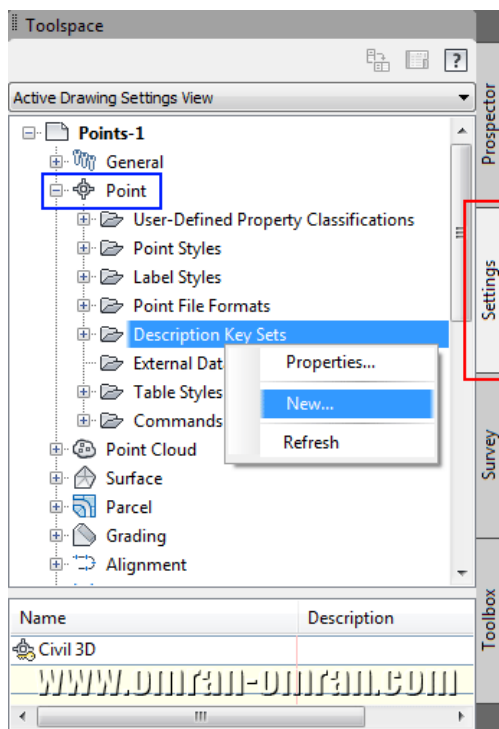 Toolspace
?
Active Drawing Settings View
Points-1
General
Point
User-Defined Property Classifications
Point Styles
Label Styles
Point File Formats
Description Key Sets
External Dat
Properties...
Table Styles
New...
Commands
Refresh
Point Cloud
Surface
Parcel
Grading
Alignment
Prospector
Settings
Survey
Toolbox
Name Description
Civil 3D
www.omran-omran.com